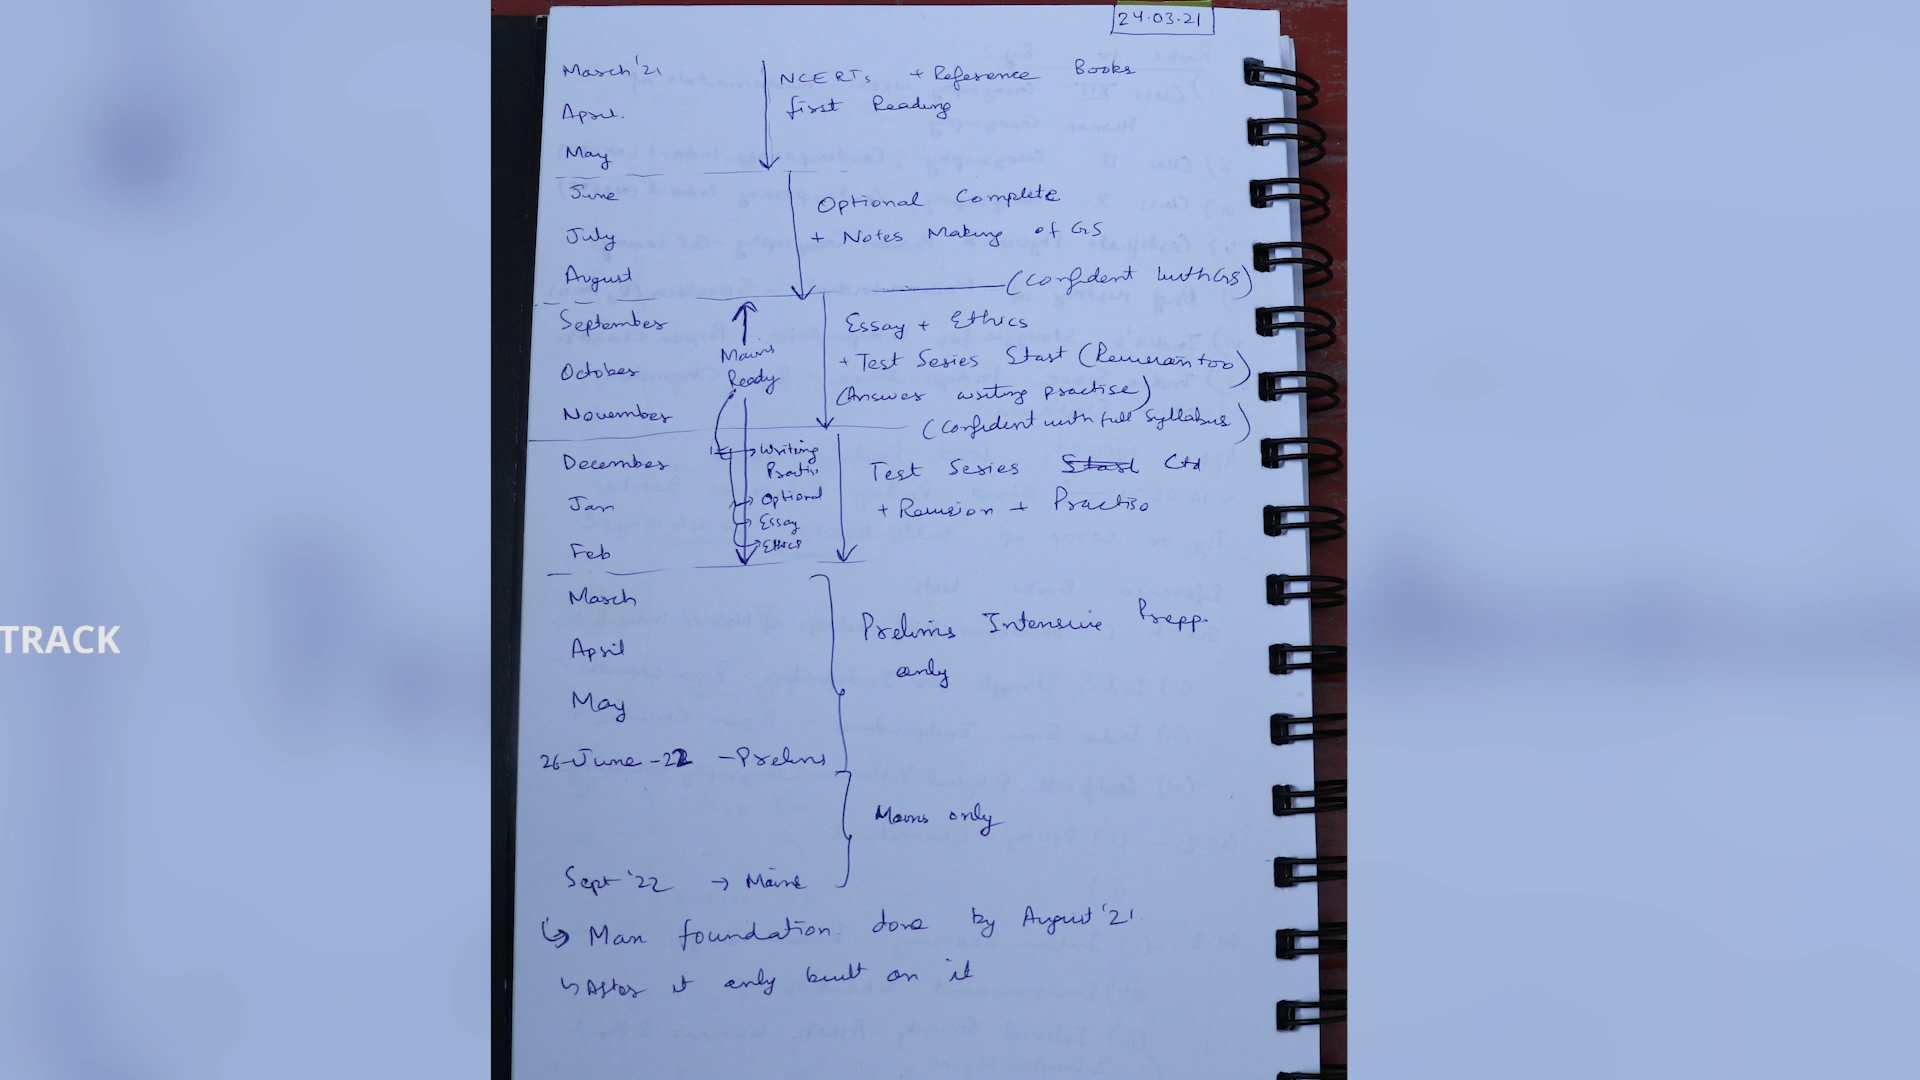 24.03.21
March '21
NCERTs + Reference Books
April.
first Reading
May
June
Optional Complete
July
+ Notes Making of GS
August
(Confident with GS)
September
Essay + Ethics
Mains
Ready
October
+ Test Series Start (Revision too)
(Answer writing practise)
November
(Confident with full syllabus)
Writing
December
Test Series Start Ctd
Optional
Jan
+ Revision + Practise
Essay
Feb
Ethics
March
Prelims Intensive Prepp.
April
only
May
26-June-22 - Prelims
TRACK
Mains only
Sept '22 → Mains
↳ Main foundation done by August '21.
↳ After it only built on it